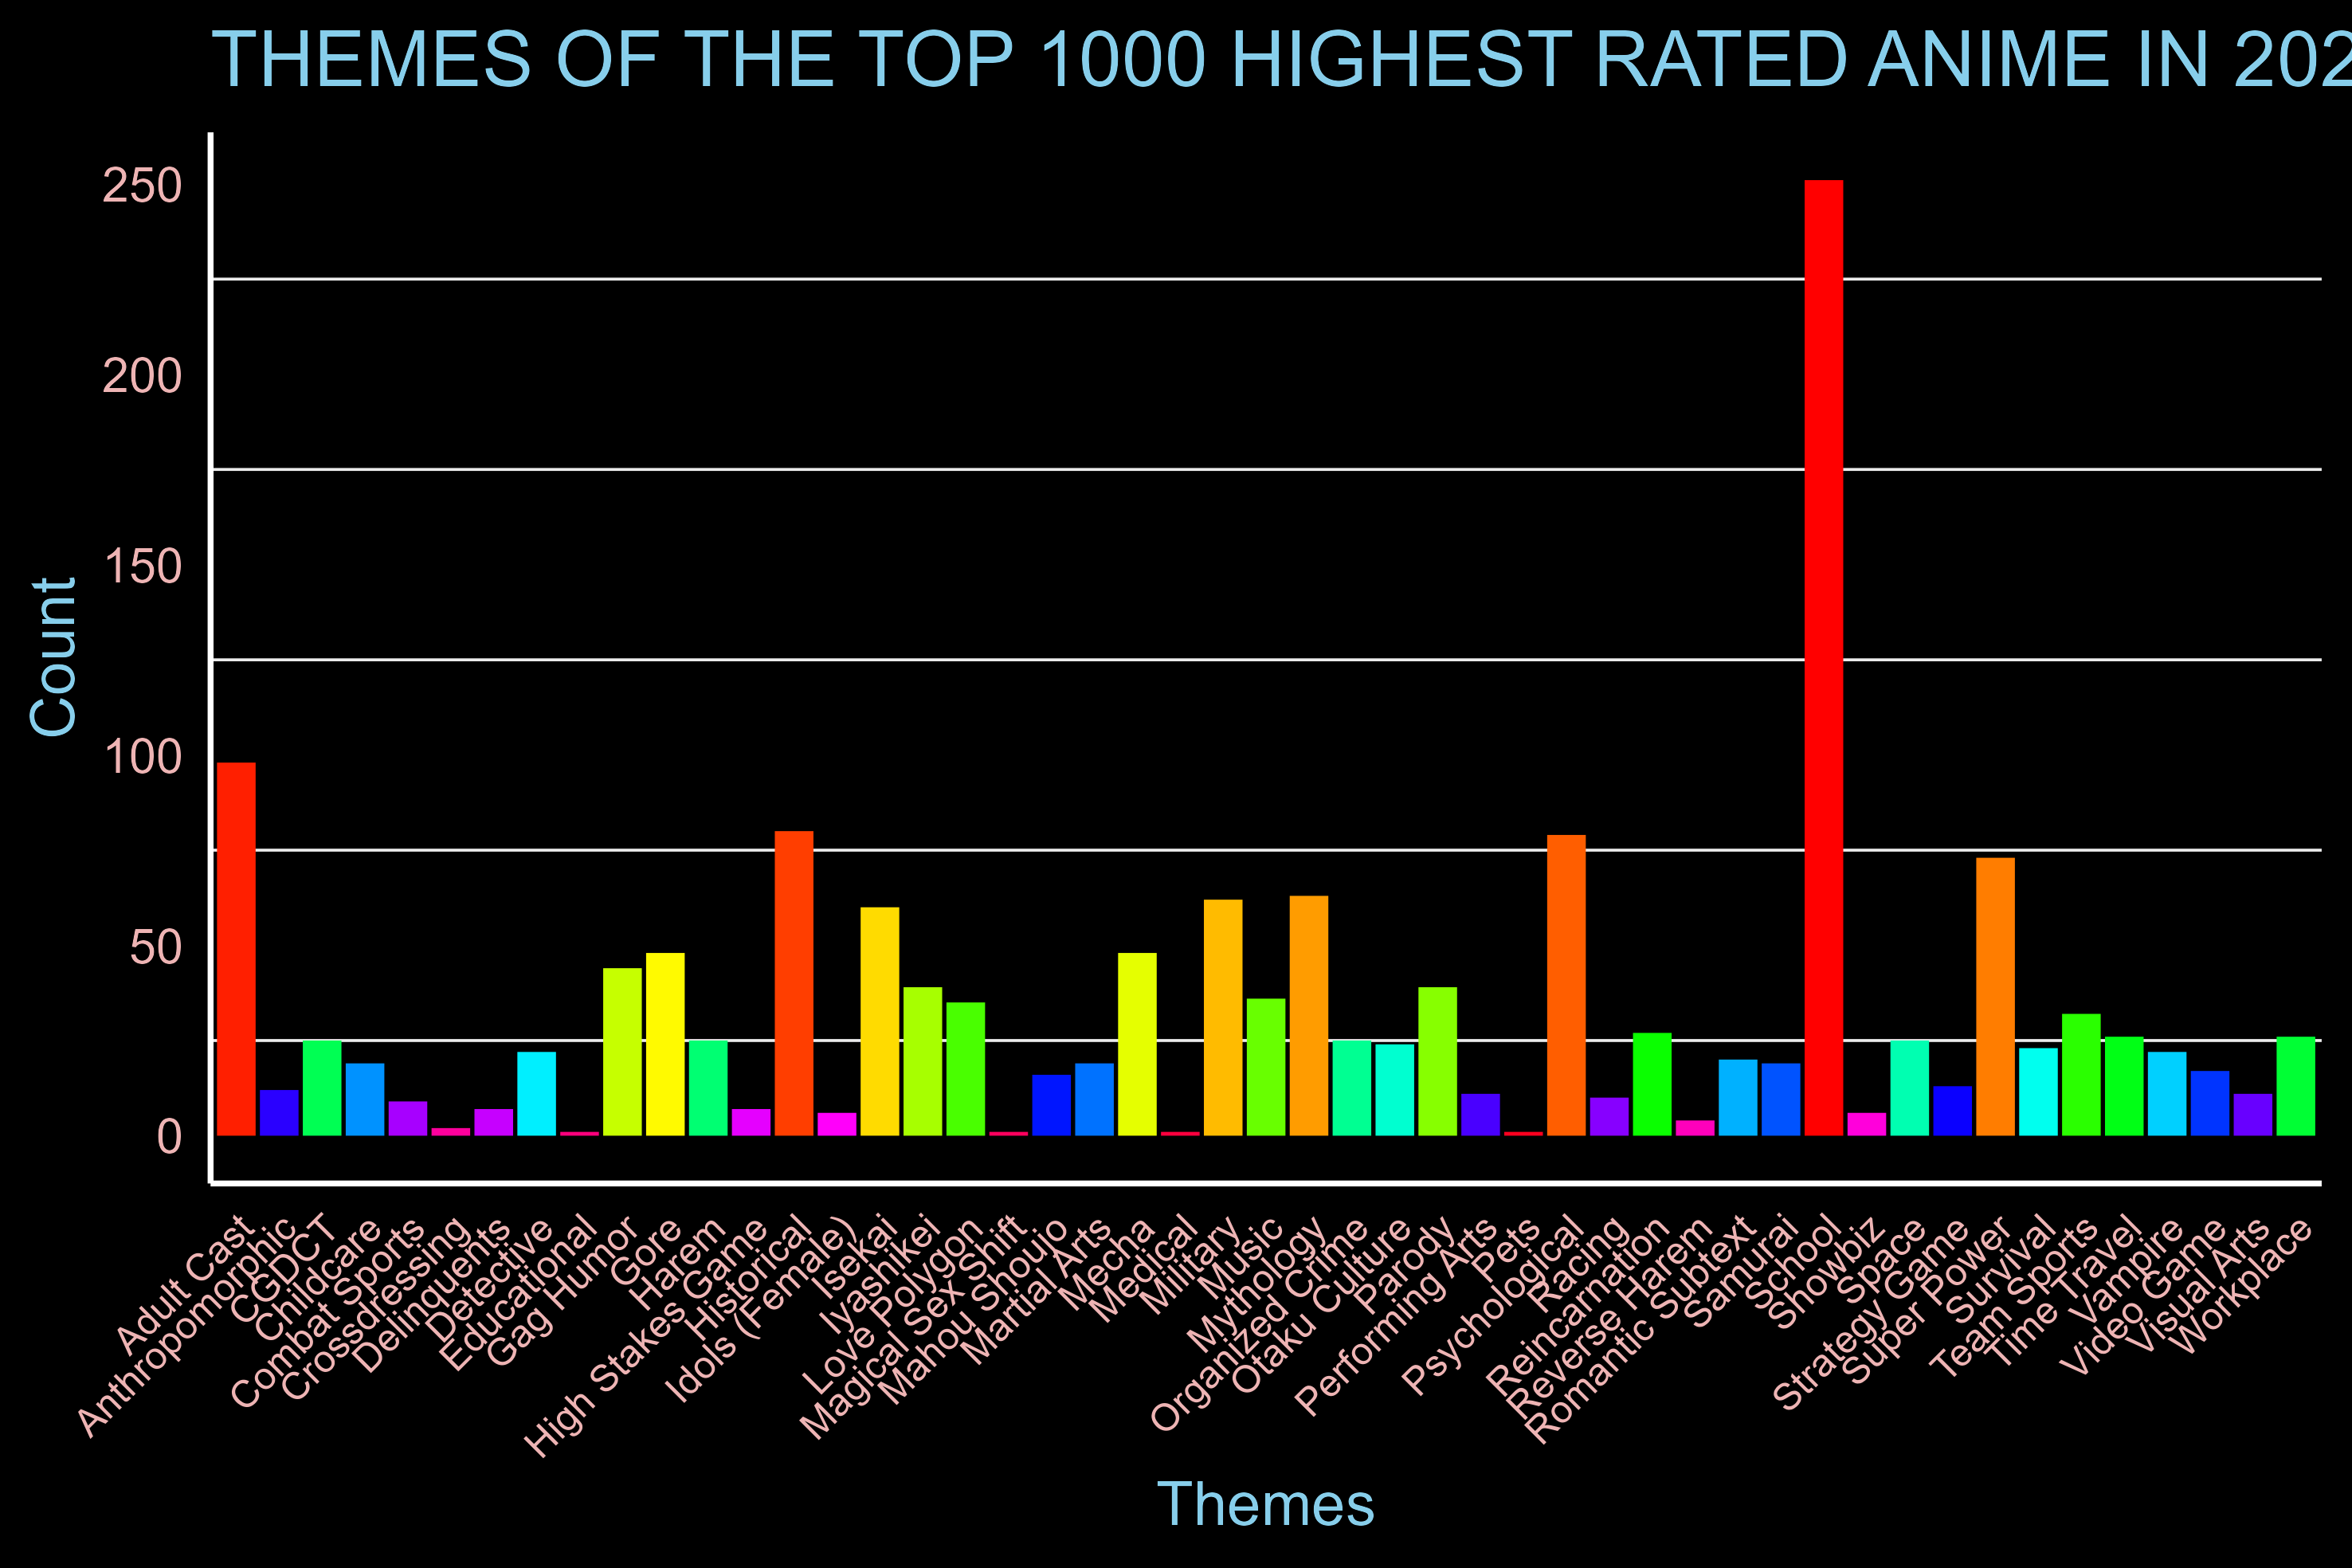 THEMES OF THE TOP 1000 HIGHEST RATED ANIME IN 202
250
200
150
100
50
0
Count
Adult Cast
Anthropomorphic
CGDCT
Childcare
Combat Sports
Crossdressing
Delinquents
Detective
Educational
Gag Humor
Gore
Harem
High Stakes Game
Historical
Idols (Female)
Isekai
Iyashikei
Love Polygon
Magical Sex Shift
Mahou Shoujo
Martial Arts
Mecha
Medical
Military
Music
Mythology
Organized Crime
Otaku Culture
Parody
Performing Arts
Pets
Psychological
Racing
Reincarnation
Reverse Harem
Romantic Subtext
Samurai
School
Showbiz
Space
Strategy Game
Super Power
Survival
Team Sports
Time Travel
Vampire
Video Game
Visual Arts
Workplace
Themes